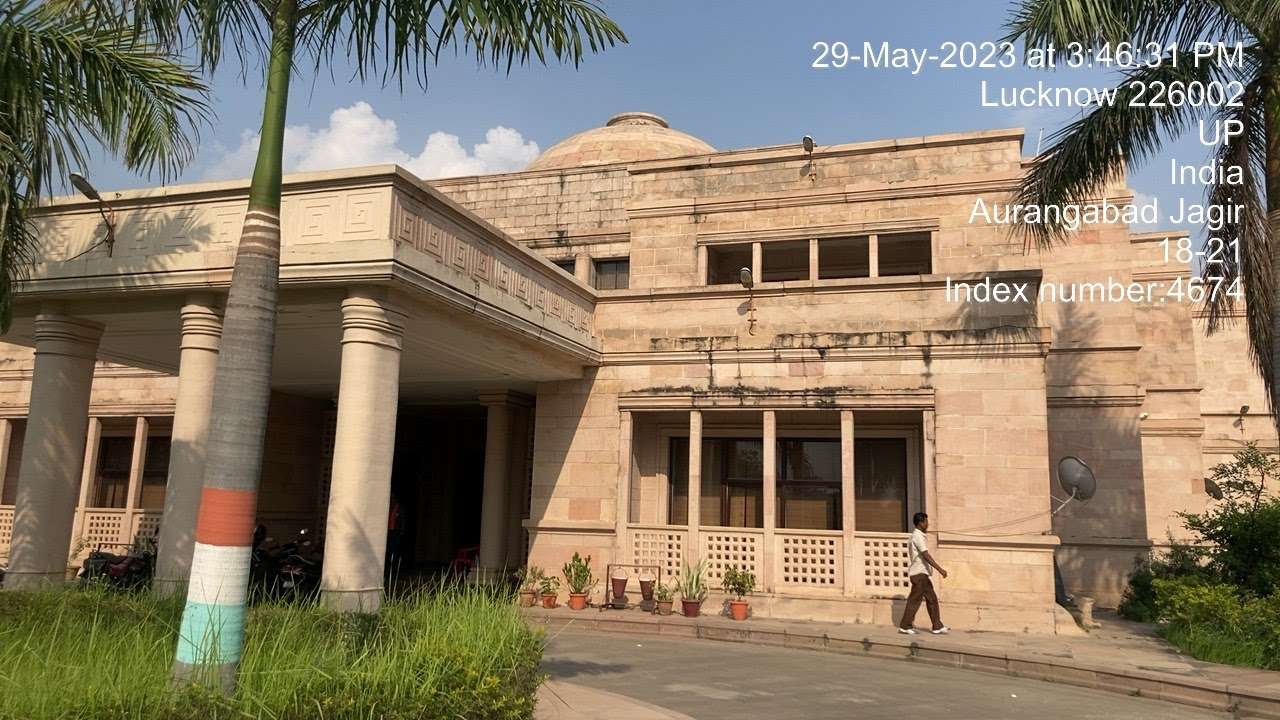 29-May-2023 at 3:46:31 PM
Lucknow 226002
UP
India
Aurangabad Jagir
18-21
Index number:4674